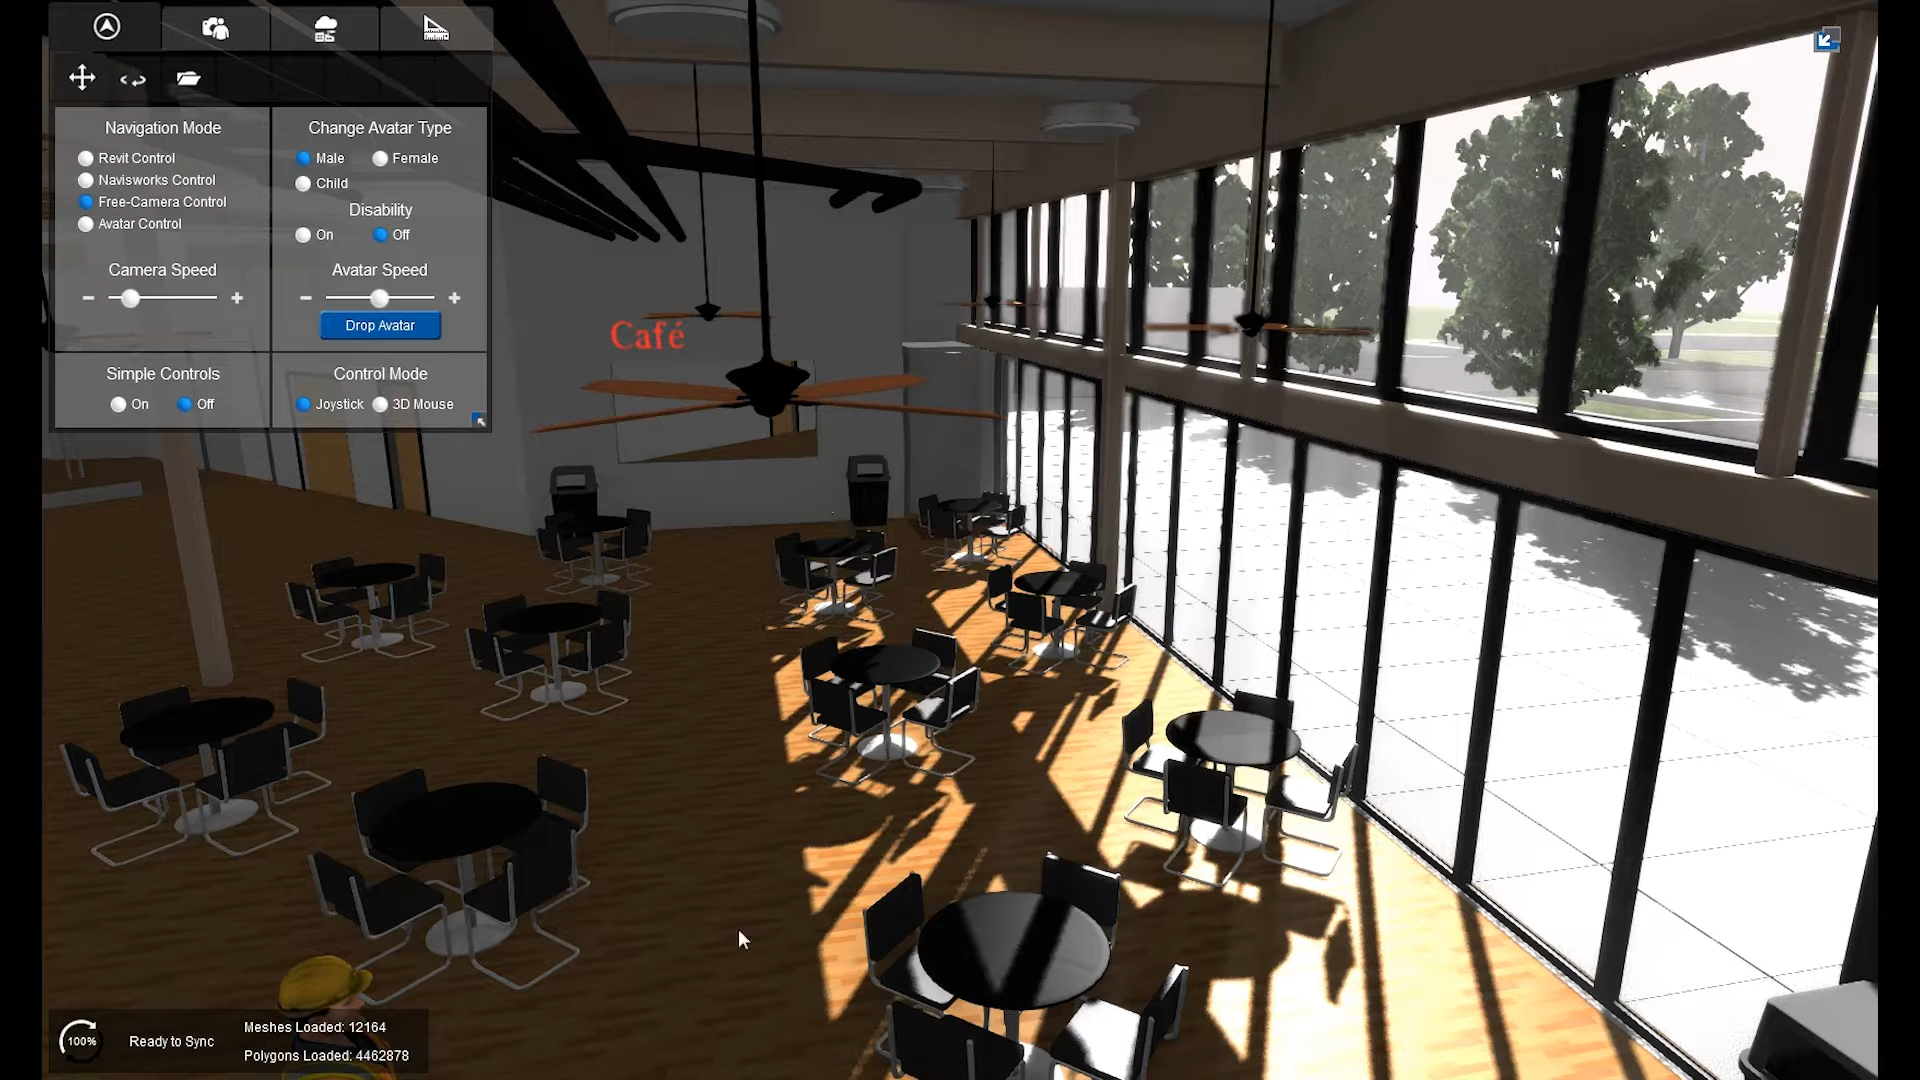 Navigation Mode
Revit Control
Navisworks Control
Free-Camera Control
Avatar Control
Camera Speed
Change Avatar Type
Male Female
Child
Disability
On Off
Avatar Speed
Drop Avatar
Simple Controls
On Off
Control Mode
Joystick 3D Mouse
Café
100%
Ready to Sync
Meshes Loaded: 12164
Polygons Loaded: 4462878